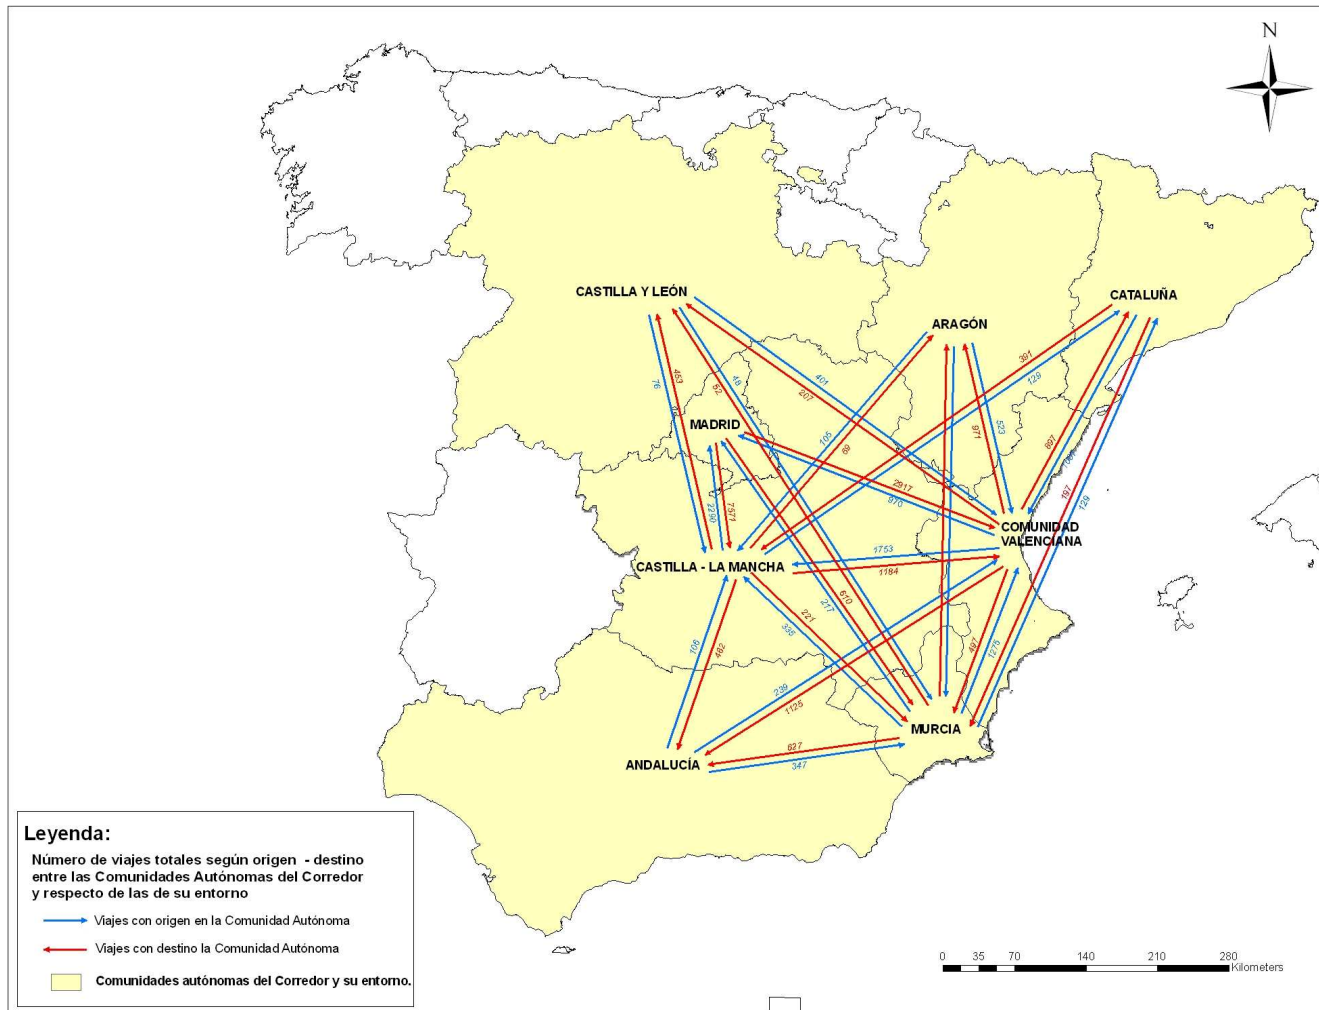 N
CASTILLA Y LEÓN
CATALUÑA
ARAGÓN
391
129
453
76
48
52
401
207
MADRID
105
69
971
523
897
2290
7571
2917
970
197
129
COMUNIDAD
VALENCIANA
1753
1184
CASTILLA - LA MANCHA
610
217
221
335
106
462
497
1275
239
1125
MURCIA
627
347
ANDALUCÍA
Leyenda:
Número de viajes totales según origen - destino
entre las Comunidades Autónomas del Corredor
y respecto de las de su entorno
Viajes con origen en la Comunidad Autónoma
Viajes con destino la Comunidad Autónoma
Comunidades autónomas del Corredor y su entorno.
0 35 70 140 210 280
Kilometers